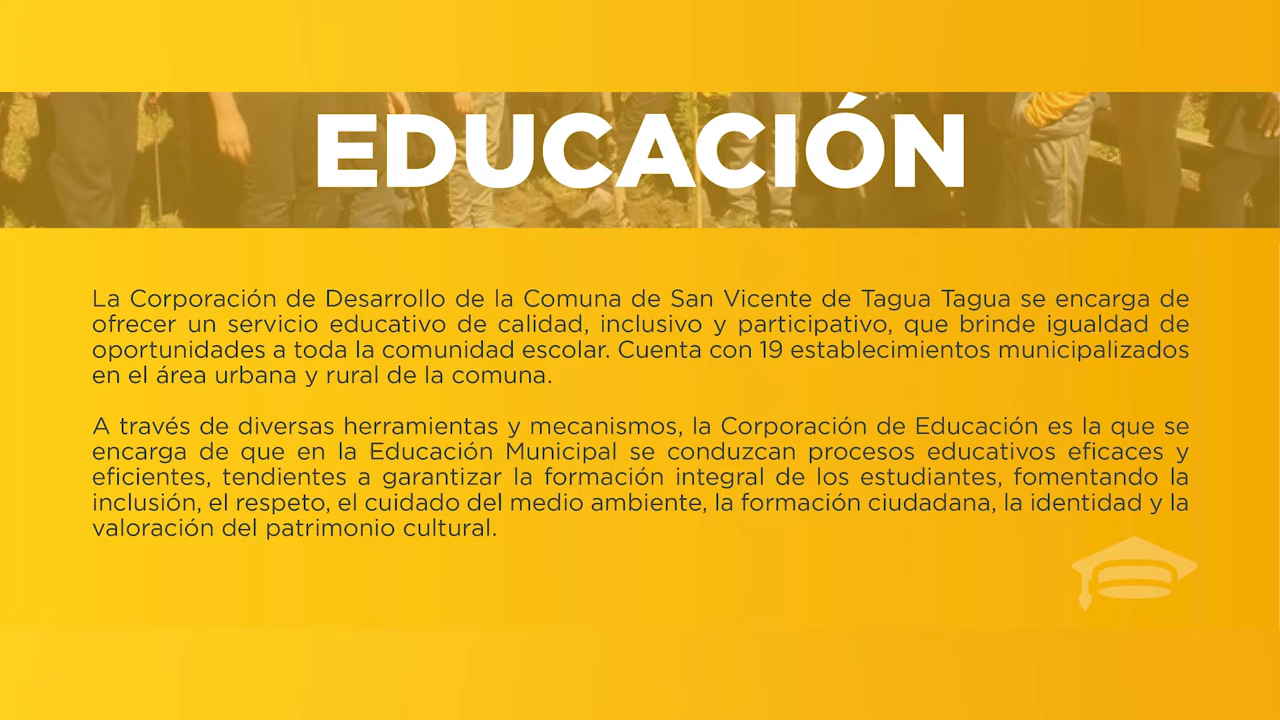 EDUCACIÓN
La Corporación de Desarrollo de la Comuna de San Vicente de Tagua Tagua se encarga de
ofrecer un servicio educativo de calidad, inclusivo y participativo, que brinde igualdad de
oportunidades a toda la comunidad escolar. Cuenta con 19 establecimientos municipalizados
en el área urbana y rural de la comuna.
A través de diversas herramientas y mecanismos, la Corporación de Educación es la que se
encarga de que en la Educación Municipal se conduzcan procesos educativos eficaces y
eficientes, tendientes a garantizar la formación integral de los estudiantes, fomentando la
inclusión, el respeto, el cuidado del medio ambiente, la formación ciudadana, la identidad y la
valoración del patrimonio cultural.